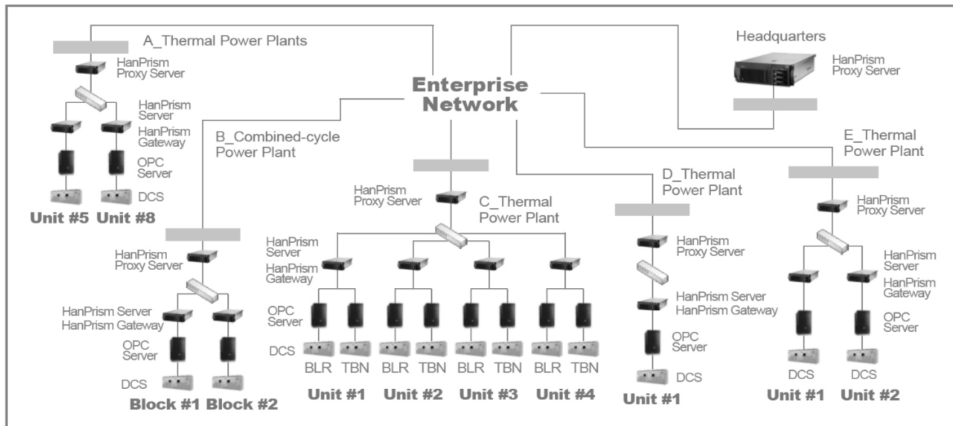 A_Thermal Power Plants
HanPrism
Proxy Server
HanPrism
Server
HanPrism
Gateway
OPC
Server
DCS
Unit #5 Unit #8
Enterprise
Network
Headquarters
HanPrism
Proxy Server
B_Combined-cycle
Power Plant
HanPrism
Proxy Server
HanPrism Server
HanPrism Gateway
OPC
Server
DCS
Block #1 Block #2
HanPrism
Proxy Server
C_Thermal
Power Plant
HanPrism
Server
HanPrism
Gateway
OPC
Server
DCS
BLR TBN BLR TBN BLR TBN BLR TBN
Unit #1 Unit #2 Unit #3 Unit #4
D_Thermal
Power Plant
HanPrism
Proxy Server
HanPrism Server
HanPrism Gateway
OPC
Server
DCS
Unit #1
E_Thermal
Power Plant
HanPrism
Proxy Server
HanPrism
Server
HanPrism
Gateway
OPC
Server
DCS DCS
Unit #1 Unit #2